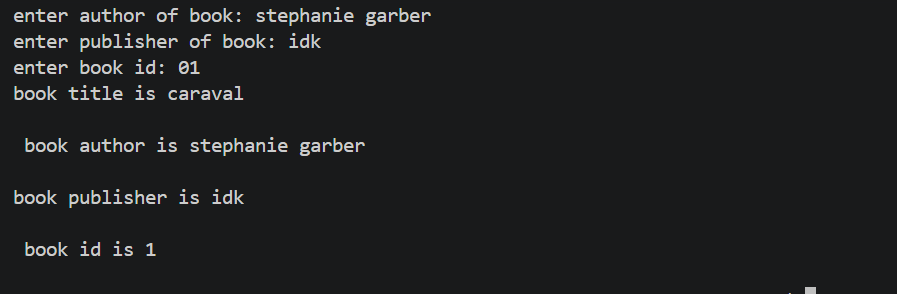 enter author of book: stephanie garber
enter publisher of book: idk
enter book id: 01
book title is caraval
book author is stephanie garber
book publisher is idk
book id is 1